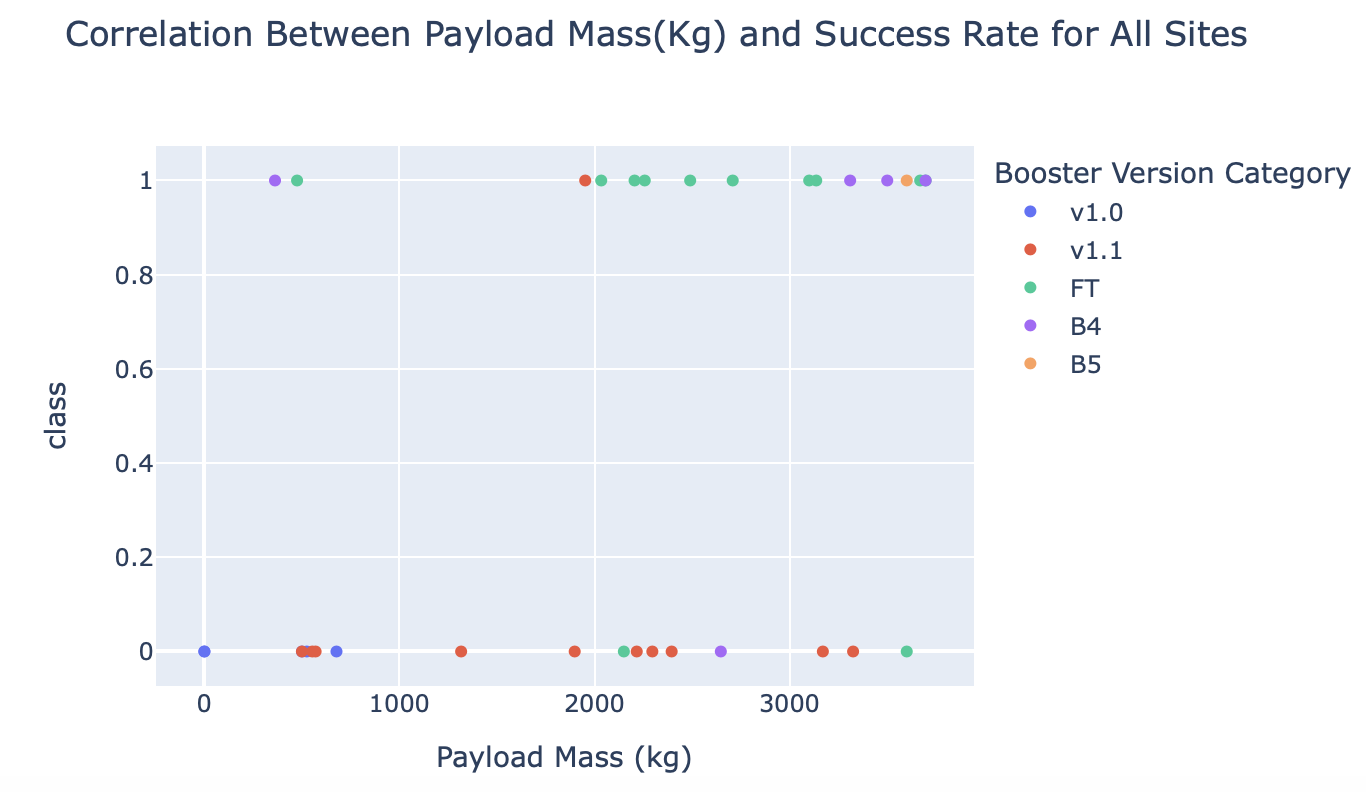 Correlation Between Payload Mass(Kg) and Success Rate for All Sites
Booster Version Category
v1.0
v1.1
FT
B4
B5
1
0.8
0.6
0.4
0.2
0
class
0 1000 2000 3000
Payload Mass (kg)